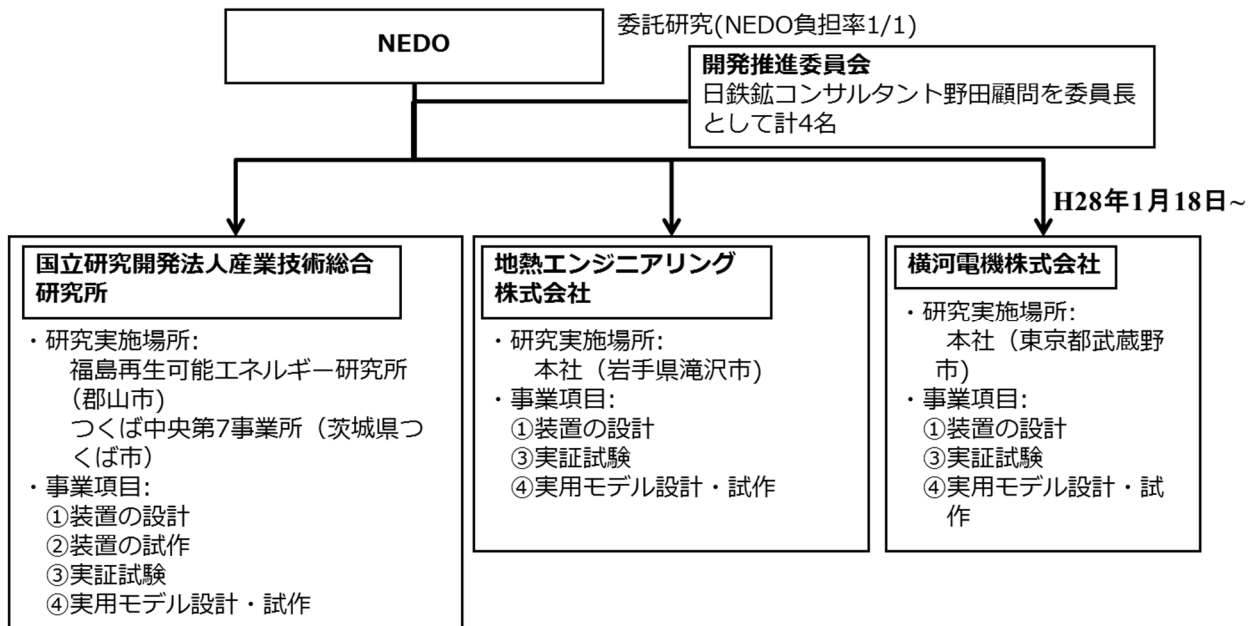 NEDO
委託研究(NEDO負担率1/1)
開発推進委員会
日鉄鉱コンサルタント野田顧問を委員長
として計4名
H28年1月18日~
国立研究開発法人産業技術総合
研究所
・研究実施場所:
福島再生可能エネルギー研究所
（郡山市)
つくば中央第7事業所（茨城県つ
くば市）
・事業項目:
①装置の設計
②装置の試作
③実証試験
④実用モデル設計・試作
地熱エンジニアリング
株式会社
・研究実施場所:
本社（岩手県滝沢市)
・事業項目:
①装置の設計
③実証試験
④実用モデル設計・試作
横河電機株式会社
・研究実施場所:
本社（東京都武蔵野
市)
・事業項目:
①装置の設計
③実証試験
④実用モデル設計・試
作